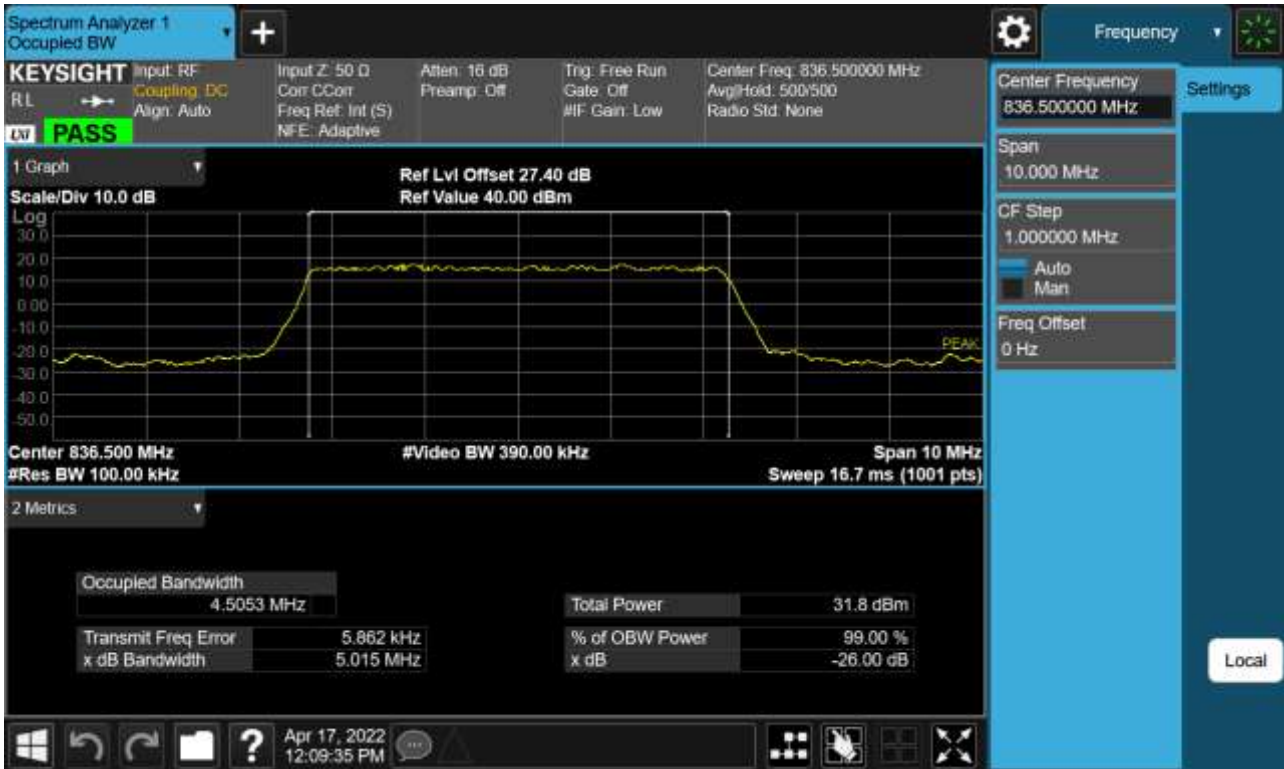 Spectrum Analyzer 1
Occupied BW
+
Frequency
KEYSIGHT
RL
LXI
PASS
Input: RF
Coupling: DC
Align: Auto
Input Z: 50 Ω
Corr CCorr
Freq Ref: Int (S)
NFE: Adaptive
Atten: 16 dB
Preamp: Off
Trig: Free Run
Gate: Off
#IF Gain: Low
Center Freq: 836.500000 MHz
Avg|Hold: 500/500
Radio Std: None
Center Frequency
836.500000 MHz
Settings
Span
10.000 MHz
CF Step
1.000000 MHz
Auto
Man
Freq Offset
0 Hz
Local
1 Graph
Scale/Div 10.0 dB
Ref Lvl Offset 27.40 dB
Ref Value 40.00 dBm
Log
30.0
20.0
10.0
0.00
-10.0
-20.0
-30.0
-40.0
-50.0
PEAK
Center 836.500 MHz
#Video BW 390.00 kHz
Span 10 MHz
#Res BW 100.00 kHz
Sweep 16.7 ms (1001 pts)
2 Metrics
Occupied Bandwidth
4.5053 MHz
Total Power 31.8 dBm
Transmit Freq Error 5.862 kHz
% of OBW Power 99.00 %
x dB Bandwidth 5.015 MHz
x dB -26.00 dB
?
Apr 17, 2022
12:09:35 PM